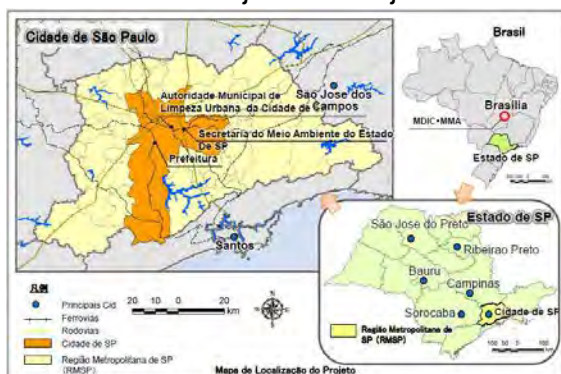 Cidade de São Paulo
Autoridade Municipal de
Limpeza Urbana da Cidade de
São Jose dos
Campos
Secretaria do Meio Ambiente do Estado
de SP
Prefeitura
Santos
凡例
Principais Cid
Ferrovias
Rodovias
Cidade de SP
Região Metropolitana de
SP (RMSP)
20 10 0 20
km
Brasil
Brasília
MDIC・MMA
Estado de SP
Estado de SP
São Jose do Preto
Ribeirao Preto
Bauru
Campinas
Sorocaba
Cidade de SP
Região Metropolitana de
SP (RMSP)
Mapa de Localização do Projeto